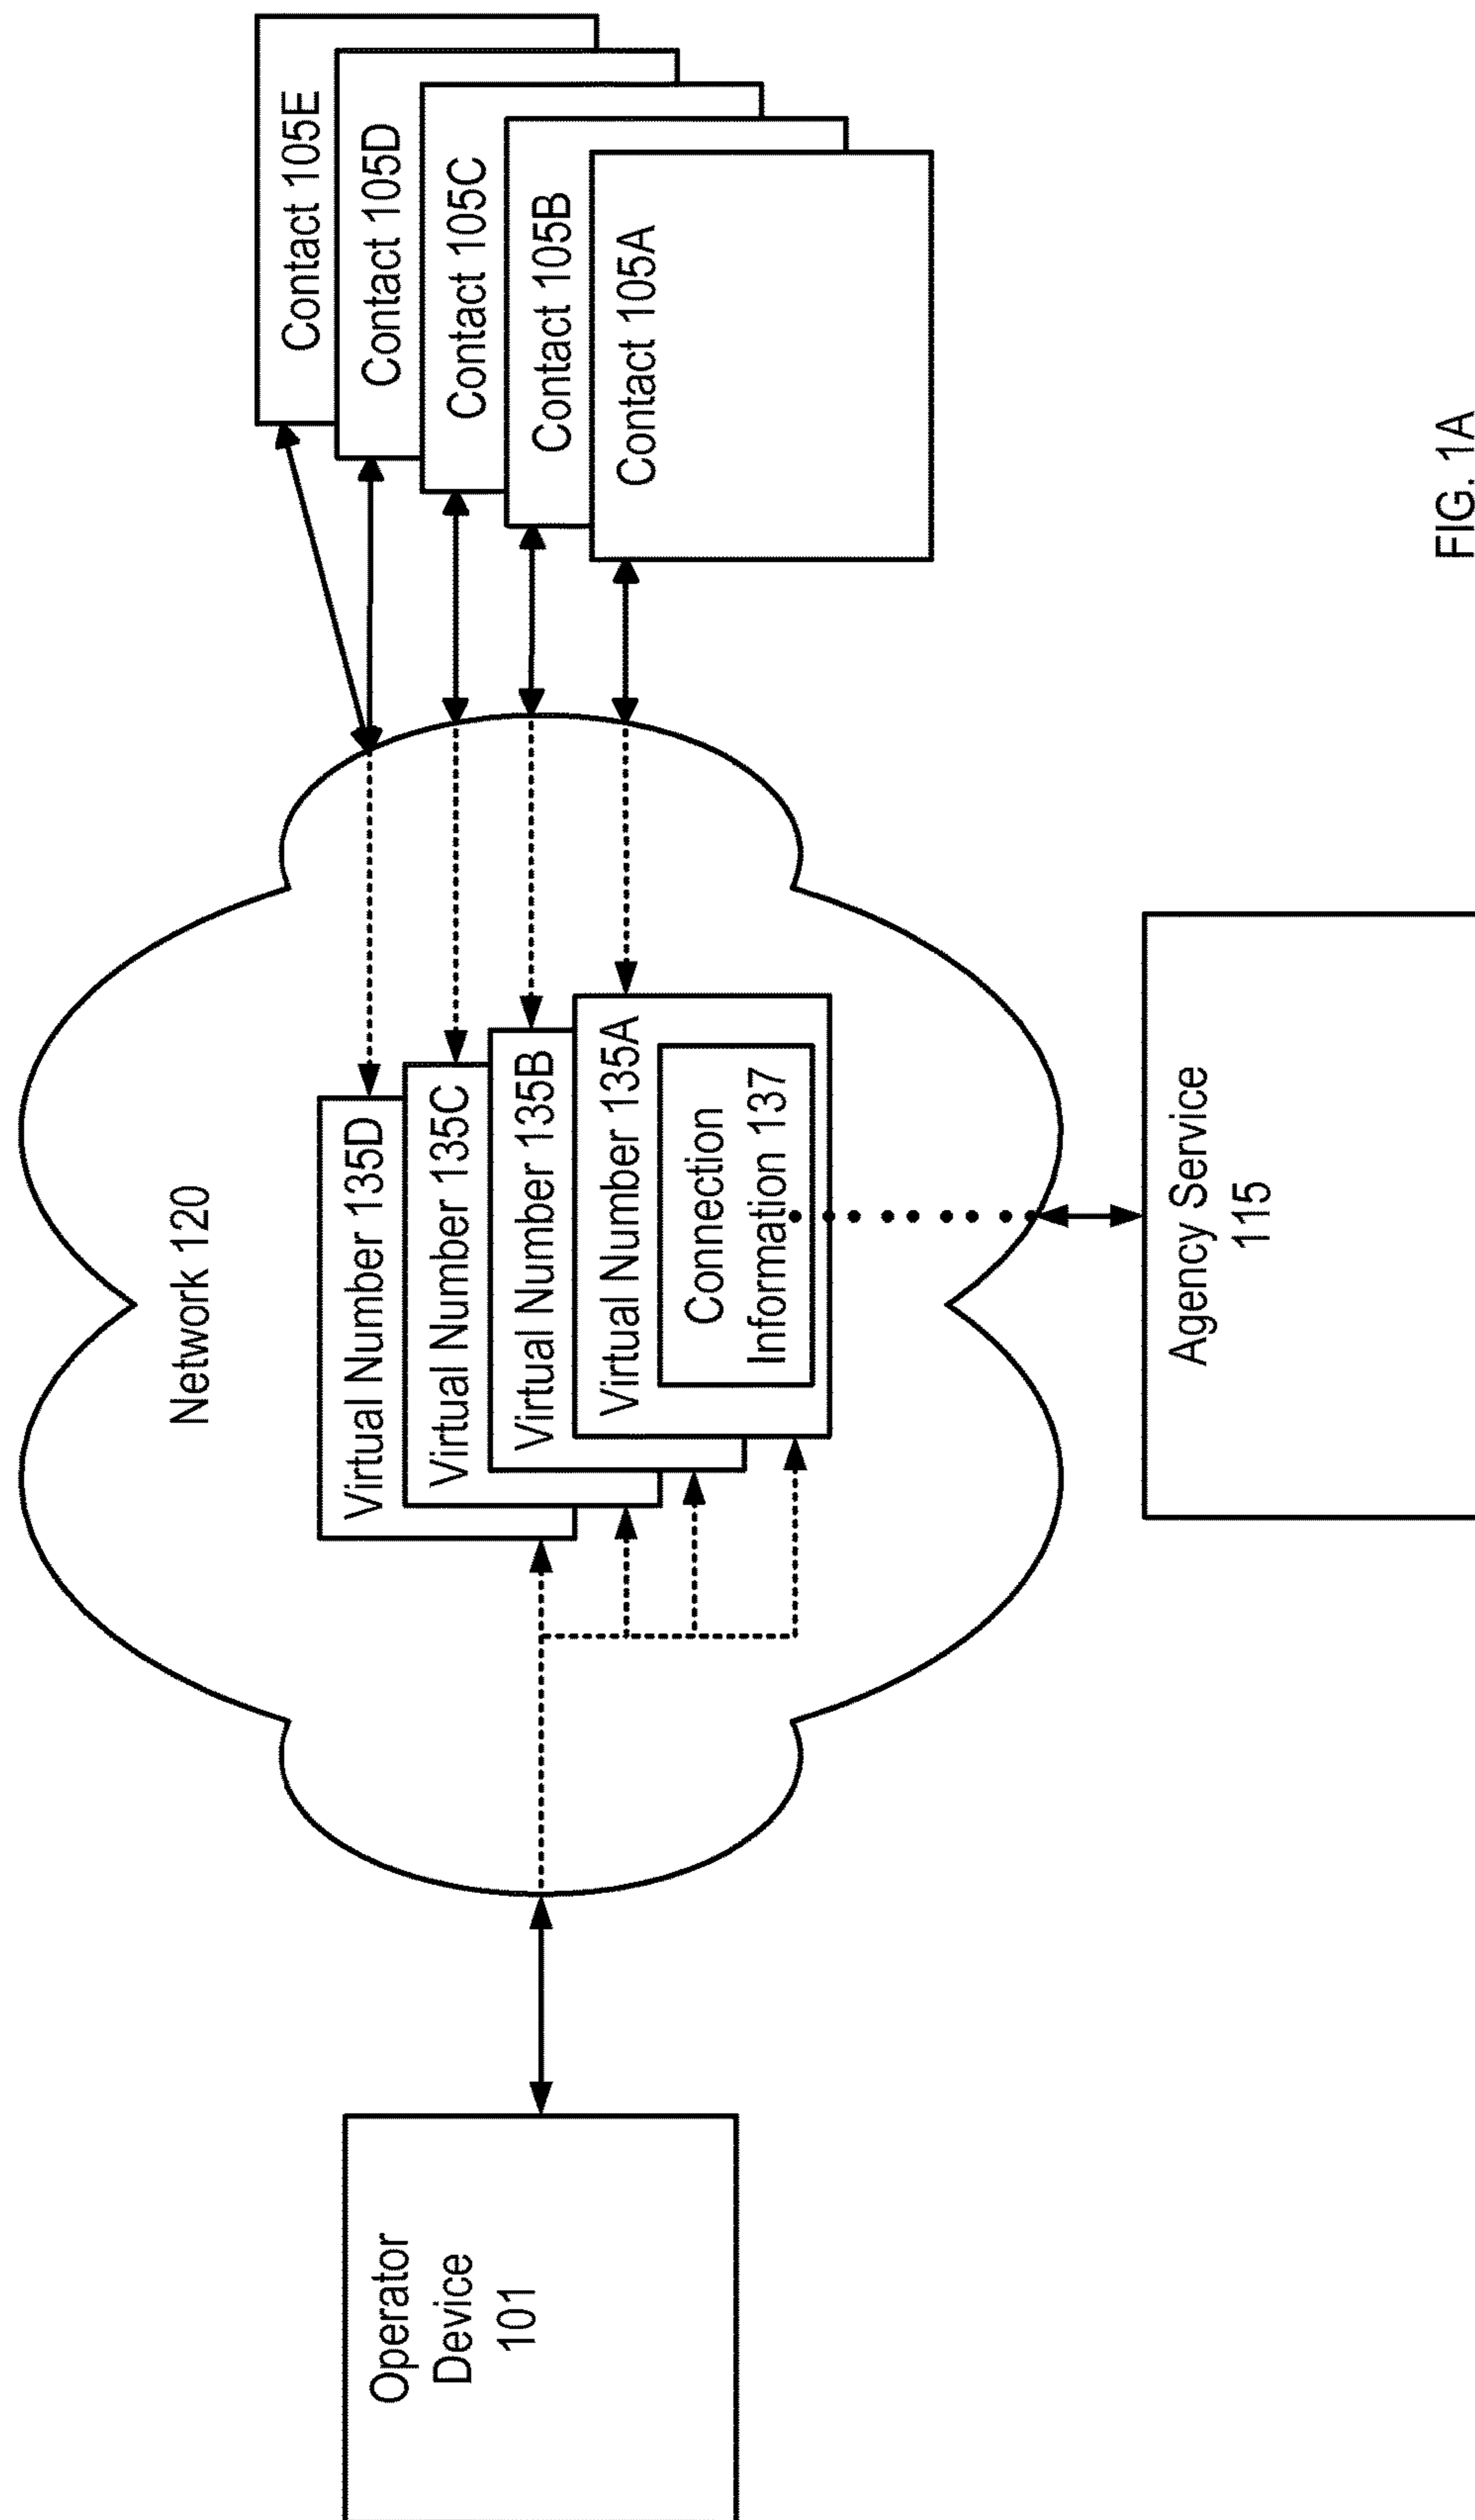 Network 120
Operator
Device
101
Virtual Number 135D
Virtual Number 135C
Virtual Number 135B
Virtual Number 135A
Connection
Information 137
Contact 105E
Contact 105D
Contact 105C
Contact 105B
Contact 105A
Agency Service
115
FIG. 1A